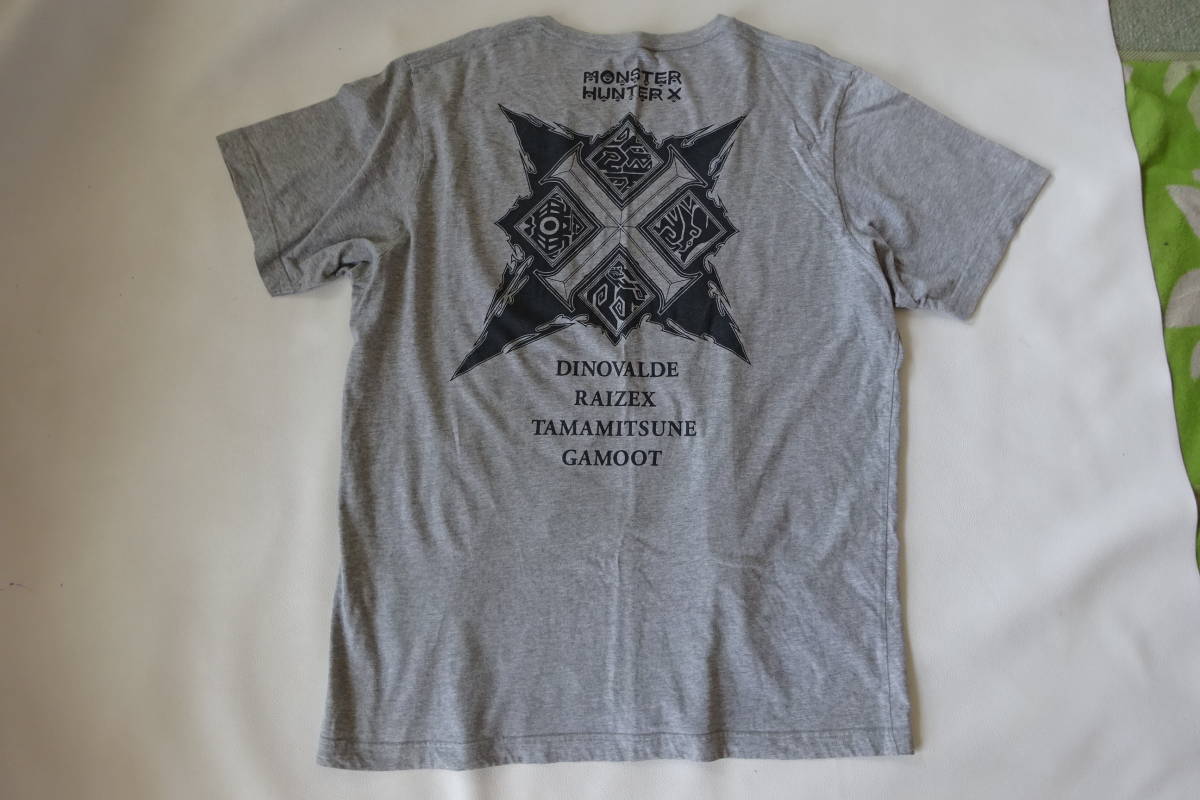 MONSTER
HUNTER X
DINOVALDE
RAIZEX
TAMAMITSUNE
GAMOOT